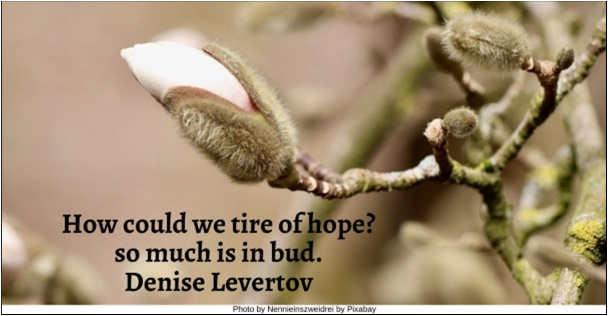 How could we tire of hope?
so much is in bud.
Denise Levertov
Photo by Nennieinszweidrei by Pixabay